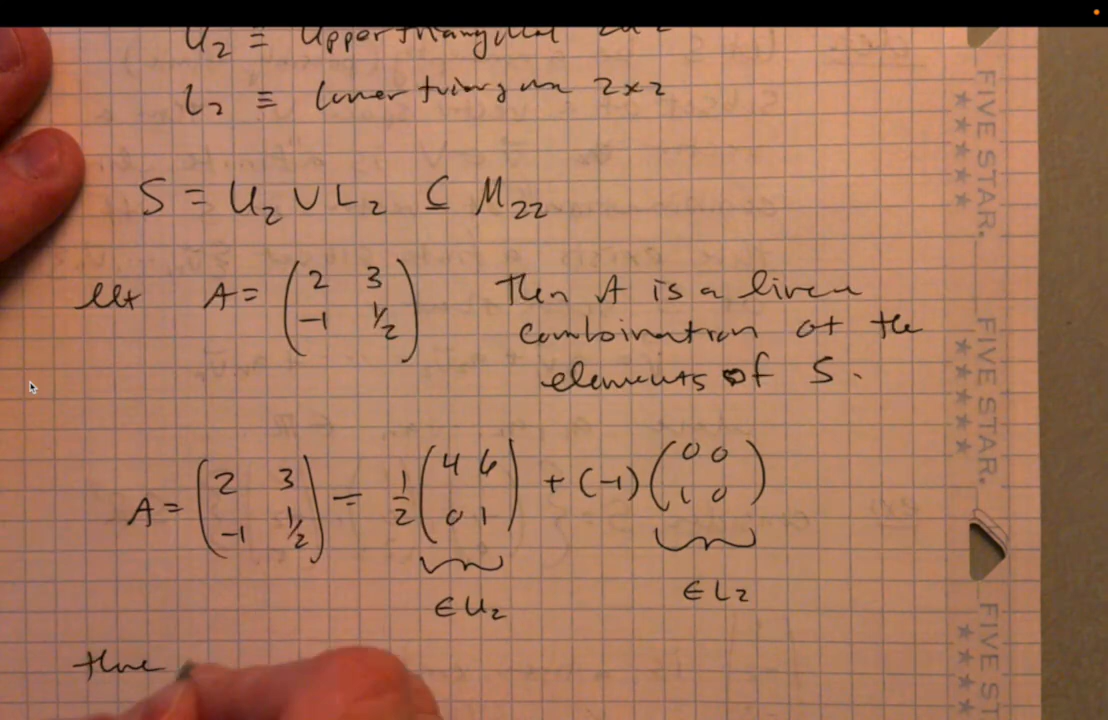 U₂ ≡ Upper triangular 2x2
L₂ ≡ lower triangular 2x2
S = U₂ ∪ L₂ ⊆ M₂₂
let A = (2 3; -1 1/2) then A is a linear
combination of the
elements of S.
A = (2 3; -1 1/2) = 1/2 (4 6; 0 1) + (-1) (0 0; 1 0)
∈ U₂ ∈ L₂
FIVE STAR.
FIVE STAR.
FIVE ST